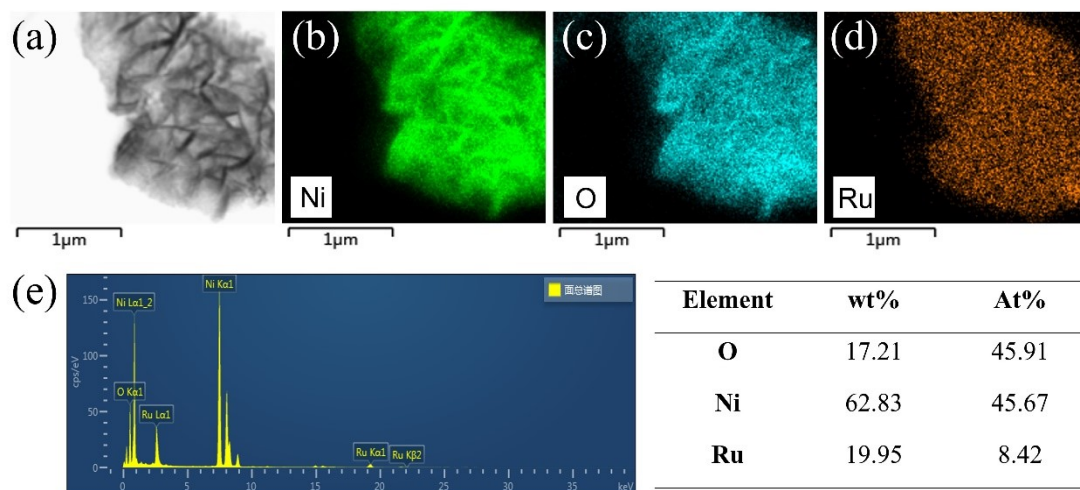 (a)
1μm
(b)
Ni
1μm
(c)
O
1μm
(d)
Ru
1μm
(e)
面总谱图
cps/eV
150
100
50
0
Ni Lα1_2
O Kα1
Ru Lα1
Ni Kα1
Ru Kα1
Ru Kβ2
0 5 10 15 20 25 30 35 keV
Element wt% At%
O 17.21 45.91
Ni 62.83 45.67
Ru 19.95 8.42